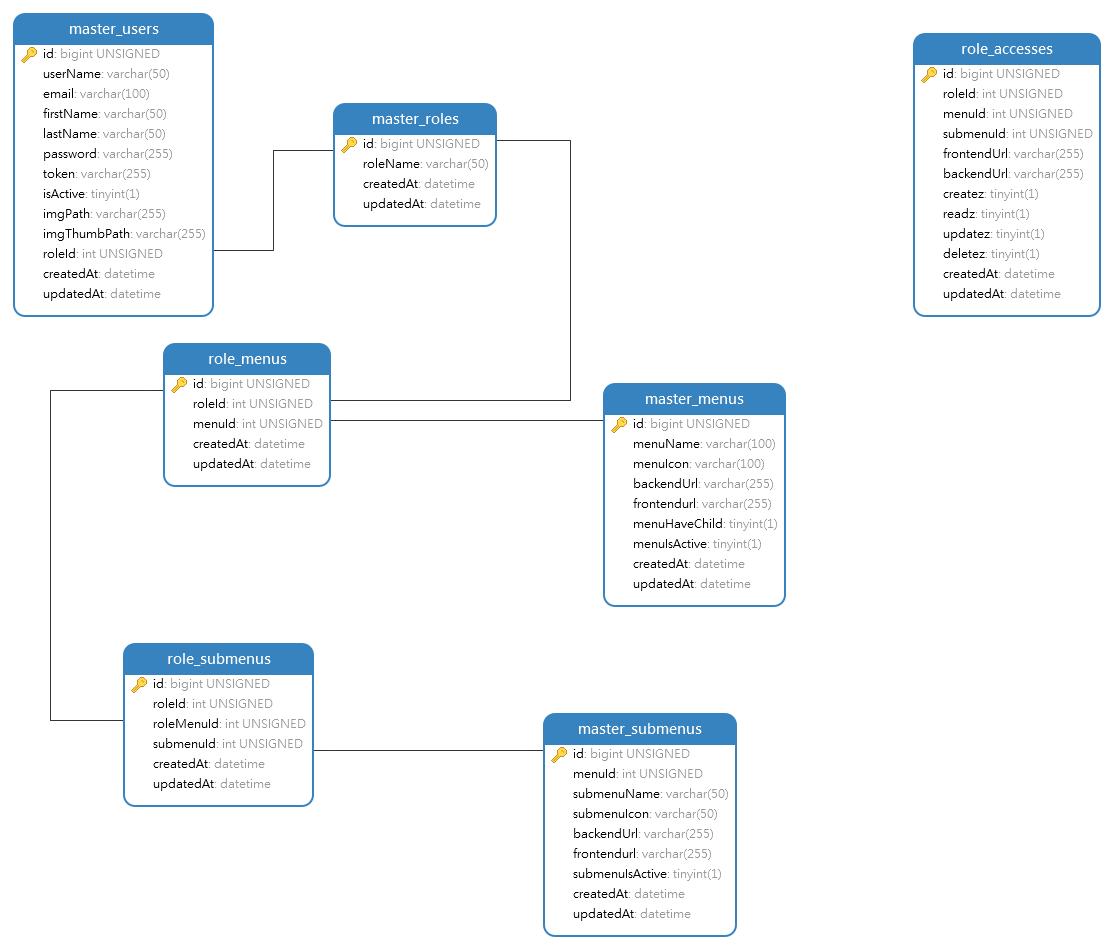 master_users
id: bigint UNSIGNED
userName: varchar(50)
email: varchar(100)
firstName: varchar(50)
lastName: varchar(50)
password: varchar(255)
token: varchar(255)
isActive: tinyint(1)
imgPath: varchar(255)
imgThumbPath: varchar(255)
roleId: int UNSIGNED
createdAt: datetime
updatedAt: datetime
master_roles
id: bigint UNSIGNED
roleName: varchar(50)
createdAt: datetime
updatedAt: datetime
role_accesses
id: bigint UNSIGNED
roleId: int UNSIGNED
menuId: int UNSIGNED
submenuId: int UNSIGNED
frontendUrl: varchar(255)
backendUrl: varchar(255)
createz: tinyint(1)
readz: tinyint(1)
updatez: tinyint(1)
deletez: tinyint(1)
createdAt: datetime
updatedAt: datetime
role_menus
id: bigint UNSIGNED
roleId: int UNSIGNED
menuId: int UNSIGNED
createdAt: datetime
updatedAt: datetime
master_menus
id: bigint UNSIGNED
menuName: varchar(100)
menuIcon: varchar(100)
backendUrl: varchar(255)
frontendurl: varchar(255)
menuHaveChild: tinyint(1)
menuIsActive: tinyint(1)
createdAt: datetime
updatedAt: datetime
role_submenus
id: bigint UNSIGNED
roleId: int UNSIGNED
roleMenuId: int UNSIGNED
submenuId: int UNSIGNED
createdAt: datetime
updatedAt: datetime
master_submenus
id: bigint UNSIGNED
menuId: int UNSIGNED
submenuName: varchar(50)
submenuIcon: varchar(50)
backendUrl: varchar(255)
frontendurl: varchar(255)
submenuIsActive: tinyint(1)
createdAt: datetime
updatedAt: datetime